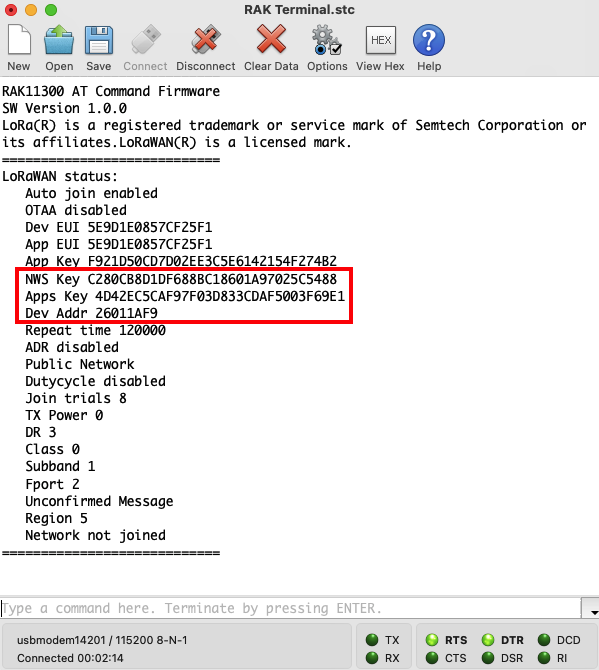 RAK Terminal.stc
New Open Save Connect Disconnect Clear Data Options View Hex Help
HEX
RAK11300 AT Command Firmware
SW Version 1.0.0
LoRa(R) is a registered trademark or service mark of Semtech Corporation or
its affiliates.LoRaWAN(R) is a licensed mark.
============================
LoRaWAN status:
Auto join enabled
OTAA disabled
Dev EUI 5E9D1E0857CF25F1
App EUI 5E9D1E0857CF25F1
App Key F921D50CD7D02EE3C5E6142154F274B2
NWS Key C280CB8D1DF688BC18601A97025C5488
Apps Key 4D42EC5CAF97F03D833CDAF5003F69E1
Dev Addr 26011AF9
Repeat time 120000
ADR disabled
Public Network
Dutycycle disabled
Join trials 8
TX Power 0
DR 3
Class 0
Subband 1
Fport 2
Unconfirmed Message
Region 5
Network not joined
============================
Type a command here. Terminate by pressing ENTER.
usbmodem14201 / 115200 8-N-1
Connected 00:02:14
TX RTS DTR DCD
RX CTS DSR RI